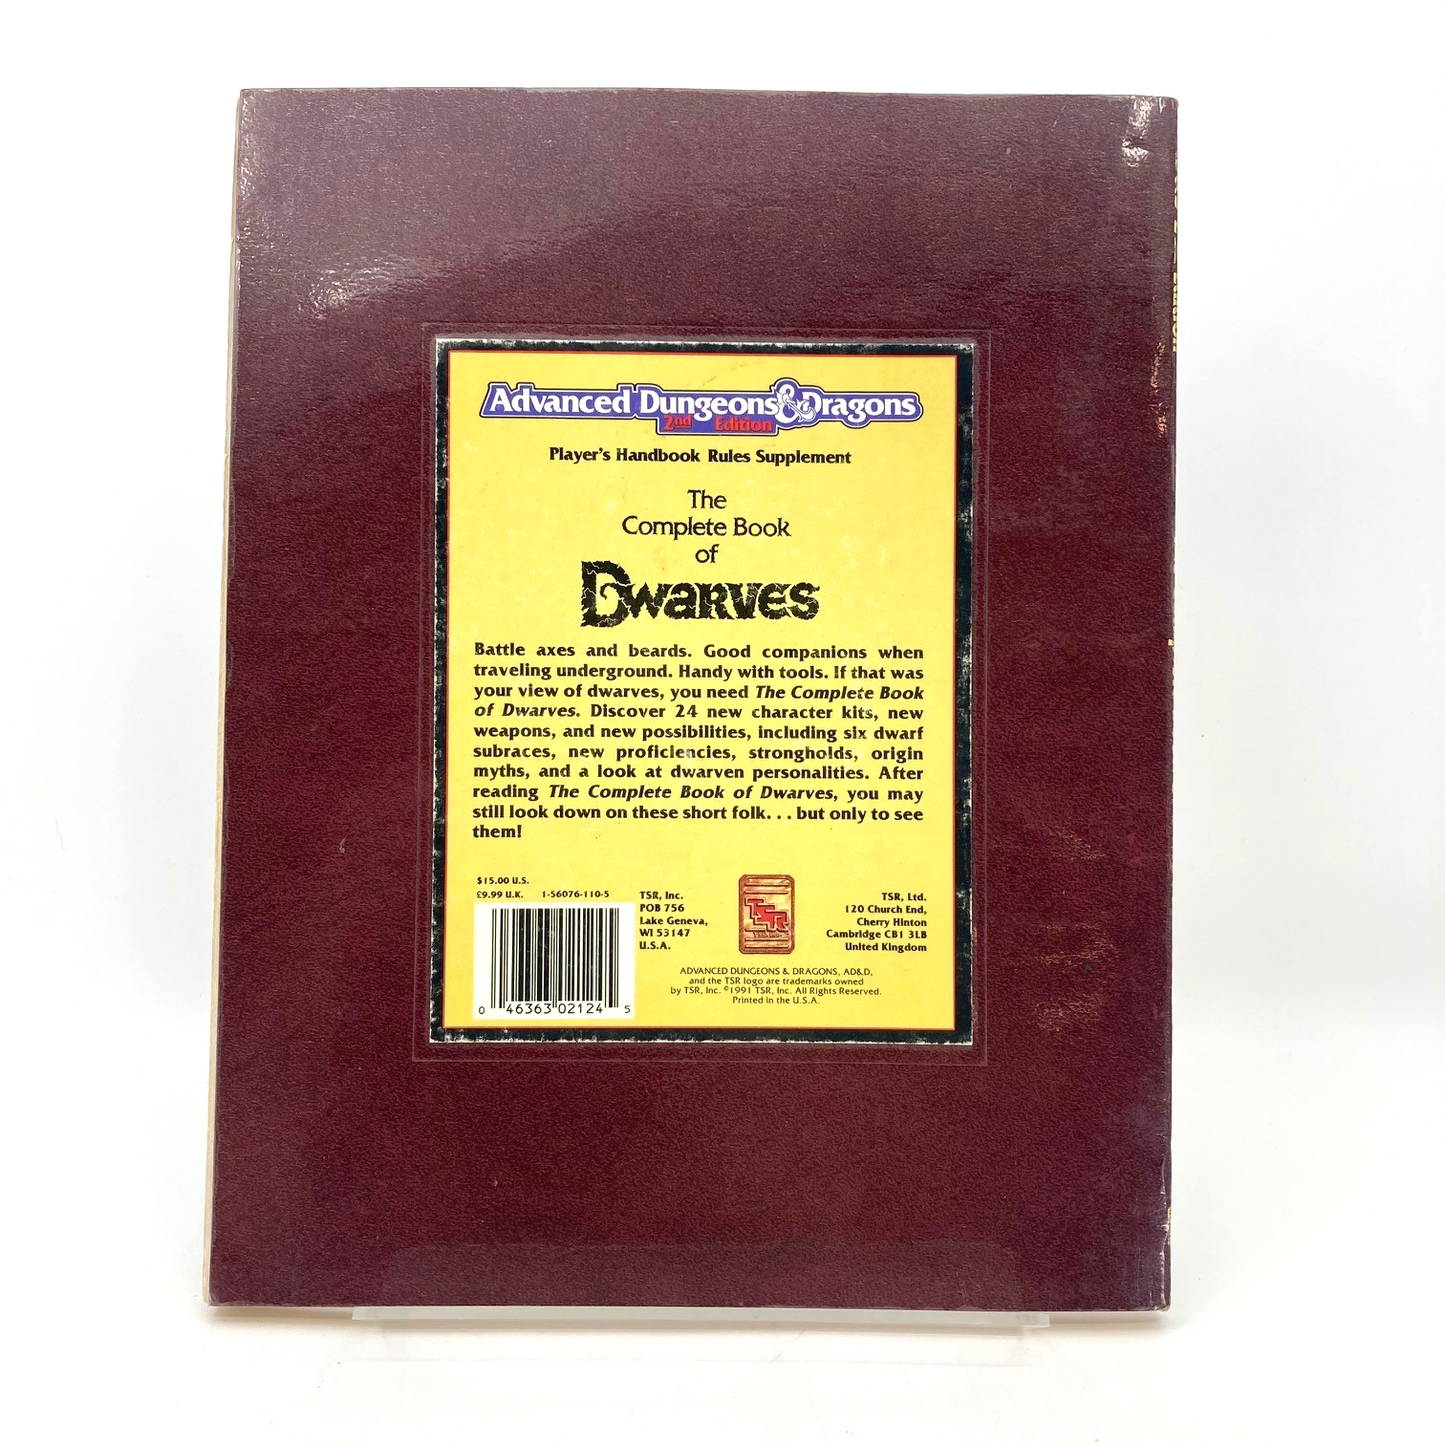 Advanced Dungeons & Dragons
2nd Edition
Player's Handbook Rules Supplement
The
Complete Book
of
Dwarves
Battle axes and beards. Good companions when
traveling underground. Handy with tools. If that was
your view of dwarves, you need The Complete Book
of Dwarves. Discover 24 new character kits, new
weapons, and new possibilities, including six dwarf
subraces, new proficiencies, strongholds, origin
myths, and a look at dwarven personalities. After
reading The Complete Book of Dwarves, you may
still look down on these short folk. . . but only to see
them!
$15.00 U.S.
£9.99 U.K. 1-56076-110-5
0 46363 02124 5
TSR, Inc.
POB 756
Lake Geneva,
WI 53147
U.S.A.
TSR
TSR, Ltd.
120 Church End,
Cherry Hinton
Cambridge CB1 3LB
United Kingdom
ADVANCED DUNGEONS & DRAGONS, AD&D,
and the TSR logo are trademarks owned
by TSR, Inc. ©1991 TSR, Inc. All Rights Reserved.
Printed in the U.S.A.